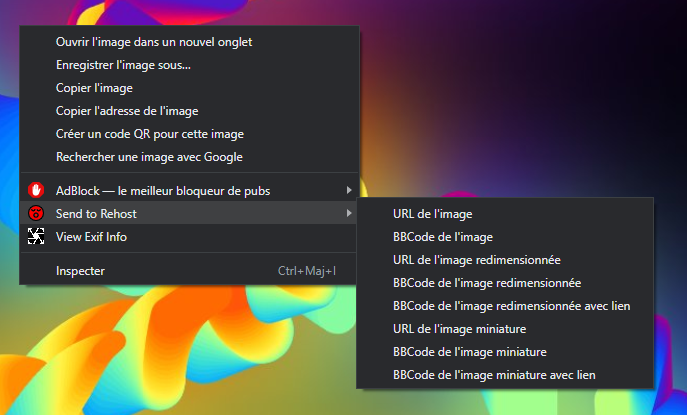 Ouvrir l'image dans un nouvel onglet
Enregistrer l'image sous...
Copier l'image
Copier l'adresse de l'image
Créer un code QR pour cette image
Rechercher une image avec Google
AdBlock — le meilleur bloqueur de pubs
Send to Rehost
View Exif Info
Inspecter Ctrl+Maj+I
URL de l'image
BBCode de l'image
URL de l'image redimensionnée
BBCode de l'image redimensionnée
BBCode de l'image redimensionnée avec lien
URL de l'image miniature
BBCode de l'image miniature
BBCode de l'image miniature avec lien